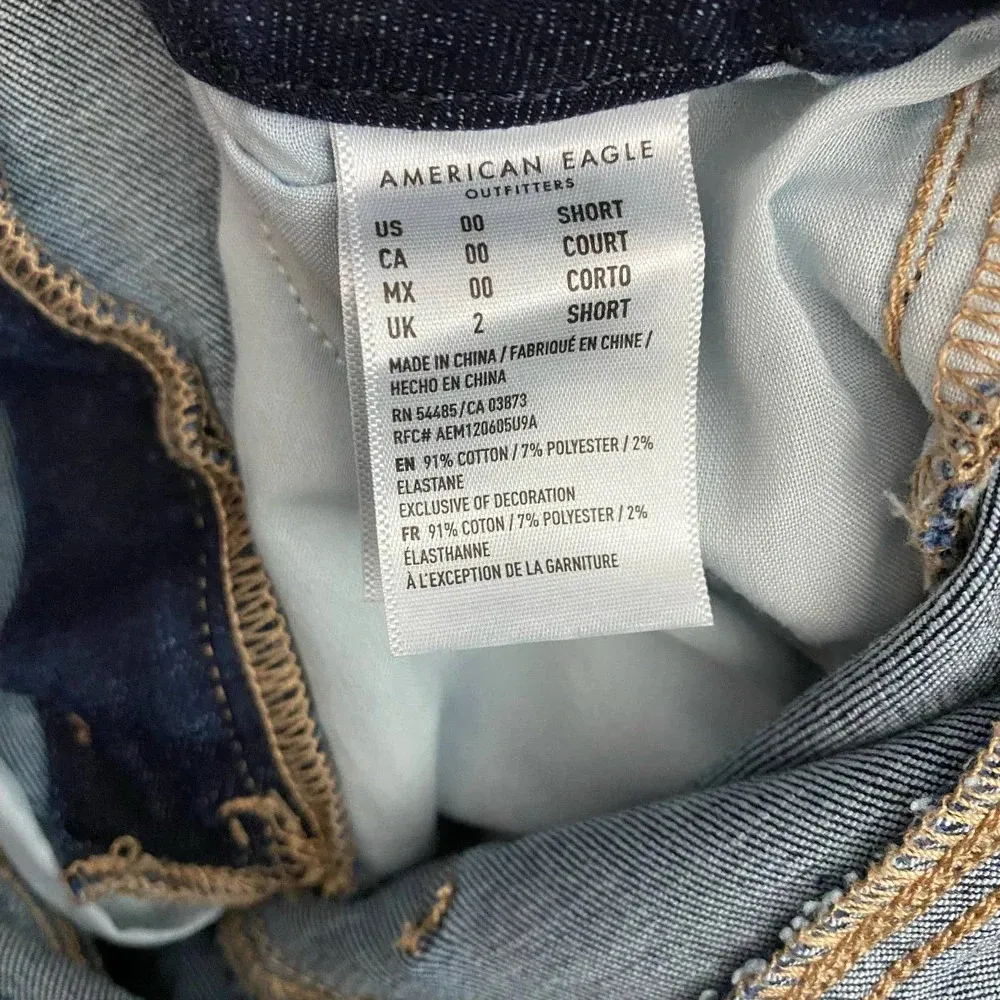 AMERICAN EAGLE
OUTFITTERS
US 00 SHORT
CA 00 COURT
MX 00 CORTO
UK 2 SHORT
MADE IN CHINA / FABRIQUÉ EN CHINE /
HECHO EN CHINA
RN 54485/CA 03873
RFC# AEM120605U9A
EN 91% COTTON / 7% POLYESTER / 2%
ELASTANE
EXCLUSIVE OF DECORATION
FR 91% COTON / 7% POLYESTER / 2%
ÉLASTHANNE
À L'EXCEPTION DE LA GARNITURE